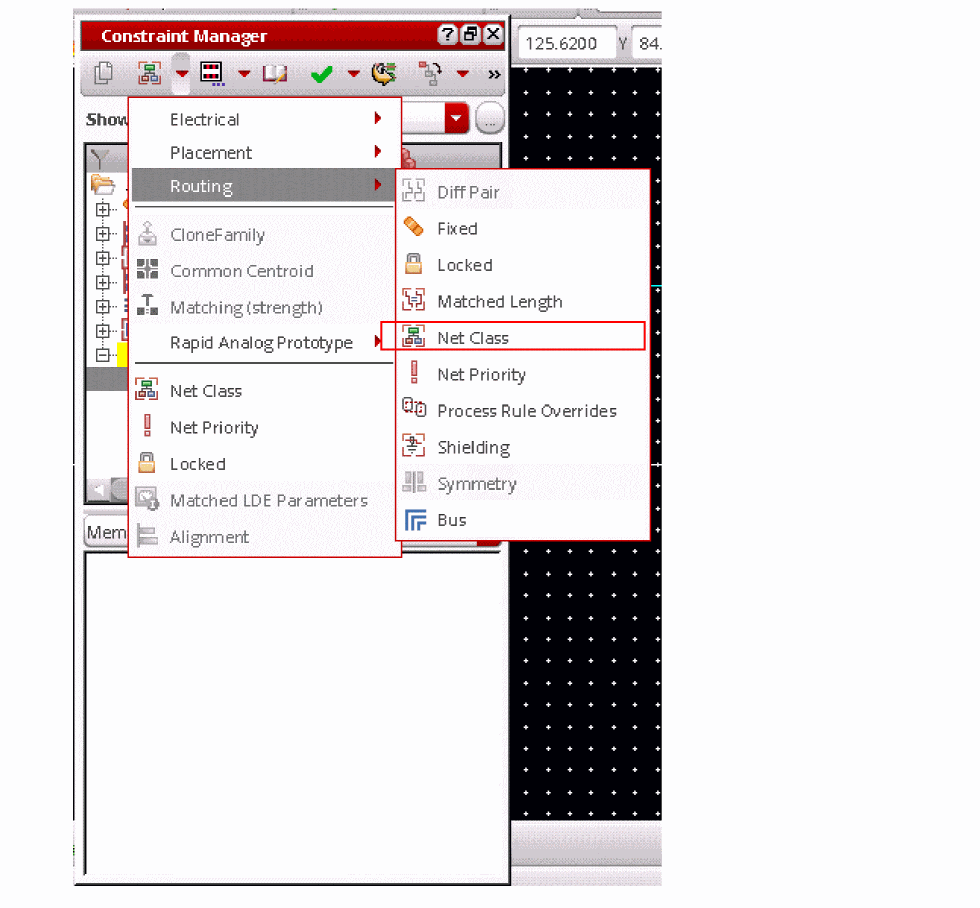 Constraint Manager
125.6200 Y 84.
Show
Electrical
Placement
Routing
CloneFamily
Common Centroid
Matching (strength)
Rapid Analog Prototype
Net Class
Net Priority
Locked
Matched LDE Parameters
Alignment
Diff Pair
Fixed
Locked
Matched Length
Net Class
Net Priority
Process Rule Overrides
Shielding
Symmetry
Bus
Mem